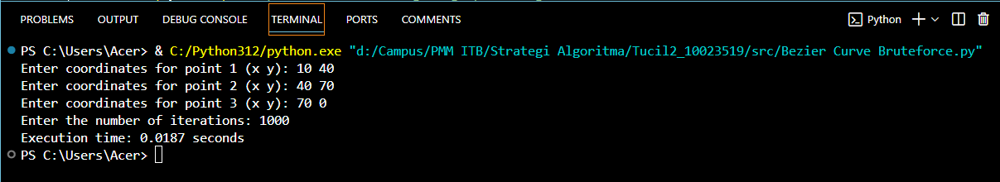 PROBLEMS OUTPUT DEBUG CONSOLE TERMINAL PORTS COMMENTS Python
PS C:\Users\Acer> & C:/Python312/python.exe "d:/Campus/PMM ITB/Strategi Algoritma/Tucil2_10023519/src/Bezier Curve Bruteforce.py"
Enter coordinates for point 1 (x y): 10 40
Enter coordinates for point 2 (x y): 40 70
Enter coordinates for point 3 (x y): 70 0
Enter the number of iterations: 1000
Execution time: 0.0187 seconds
PS C:\Users\Acer>